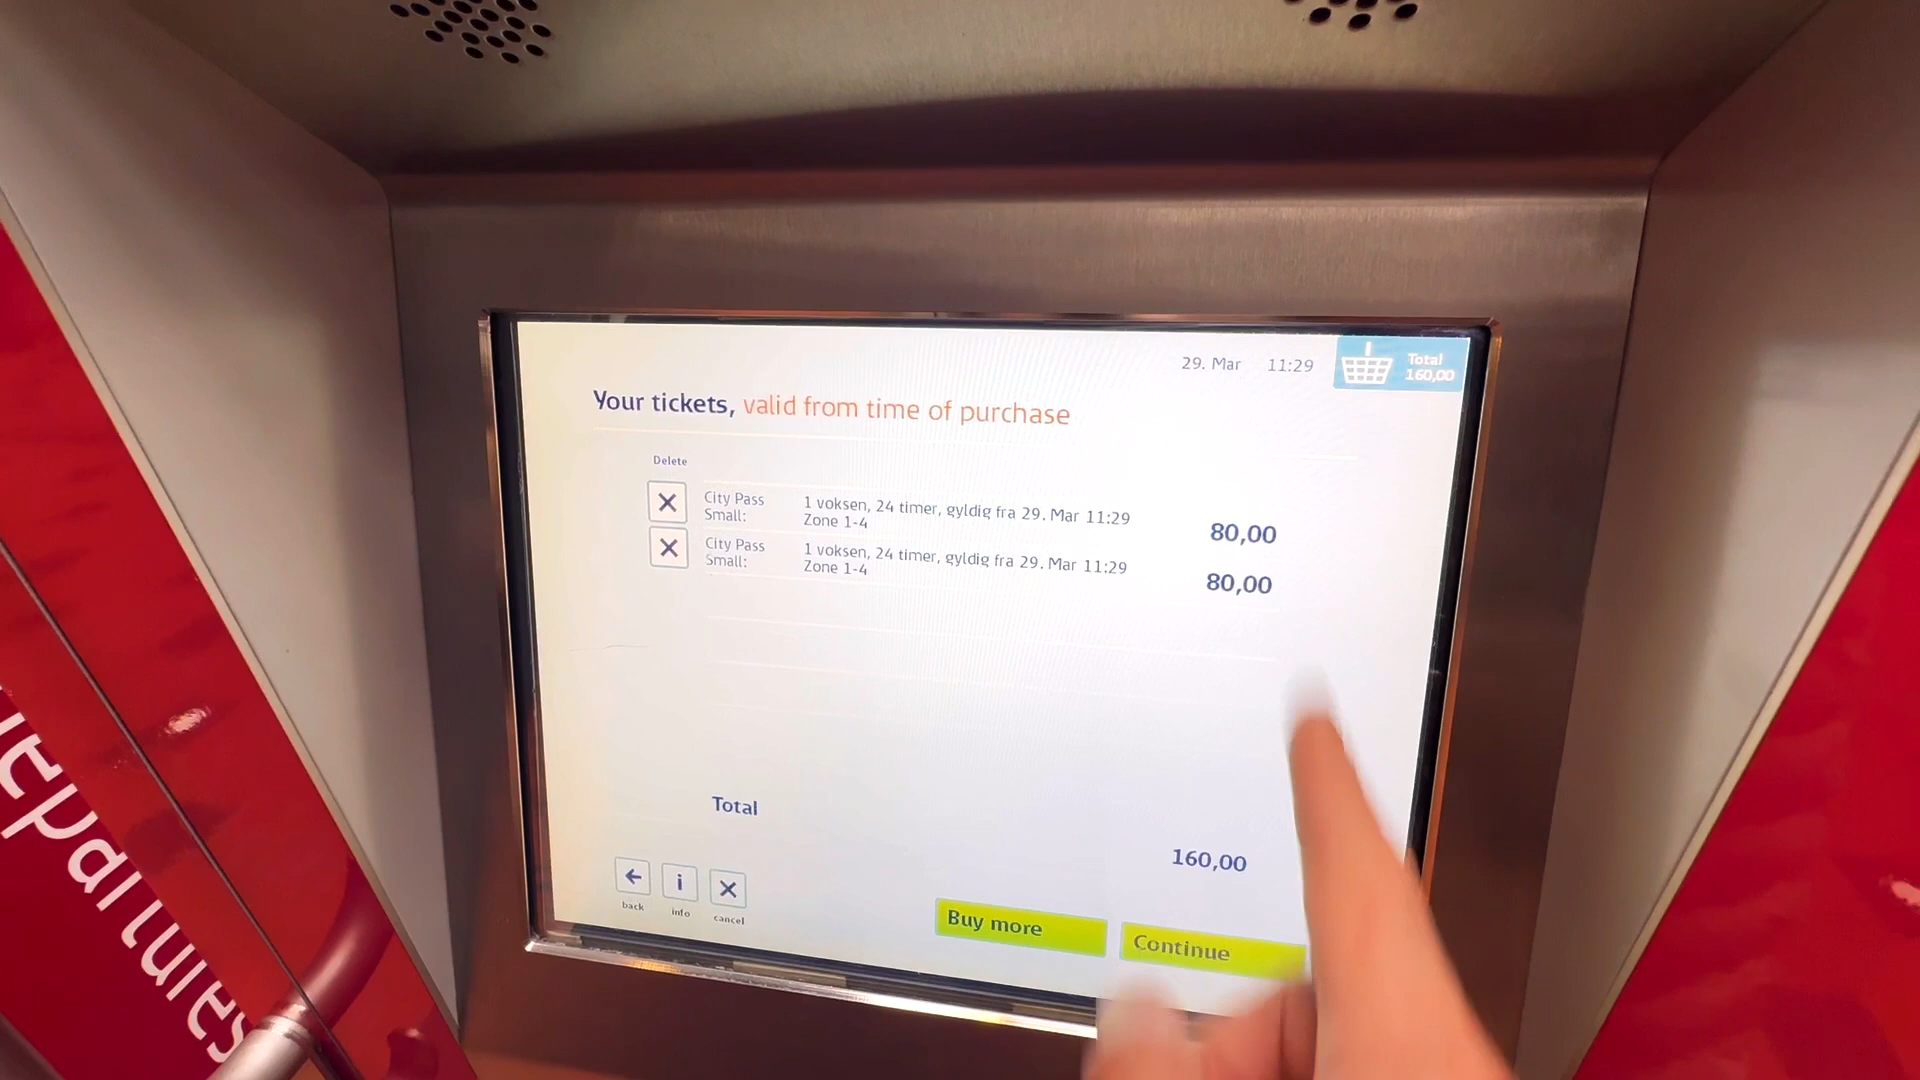 29. Mar 11:29
Total
160,00
Your tickets, valid from time of purchase
Delete
City Pass
Small:
1 voksen, 24 timer, gyldig fra 29. Mar 11:29
Zone 1-4
80,00
City Pass
Small:
1 voksen, 24 timer, gyldig fra 29. Mar 11:29
Zone 1-4
80,00
Total
160,00
back
info
cancel
Buy more
Continue
epartures